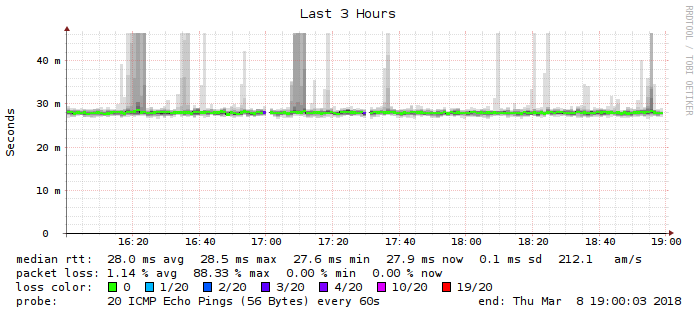 Last 3 Hours
RRDTOOL / TOBI OETIKER
Seconds
40 m
30 m
20 m
10 m
0
16:20 16:40 17:00 17:20 17:40 18:00 18:20 18:40 19:00
median rtt: 28.0 ms avg 28.5 ms max 27.6 ms min 27.9 ms now 0.1 ms sd 212.1 am/s
packet loss: 1.14 % avg 88.33 % max 0.00 % min 0.00 % now
loss color: 0 1/20 2/20 3/20 4/20 10/20 19/20
probe: 20 ICMP Echo Pings (56 Bytes) every 60s end: Thu Mar 8 19:00:03 2018